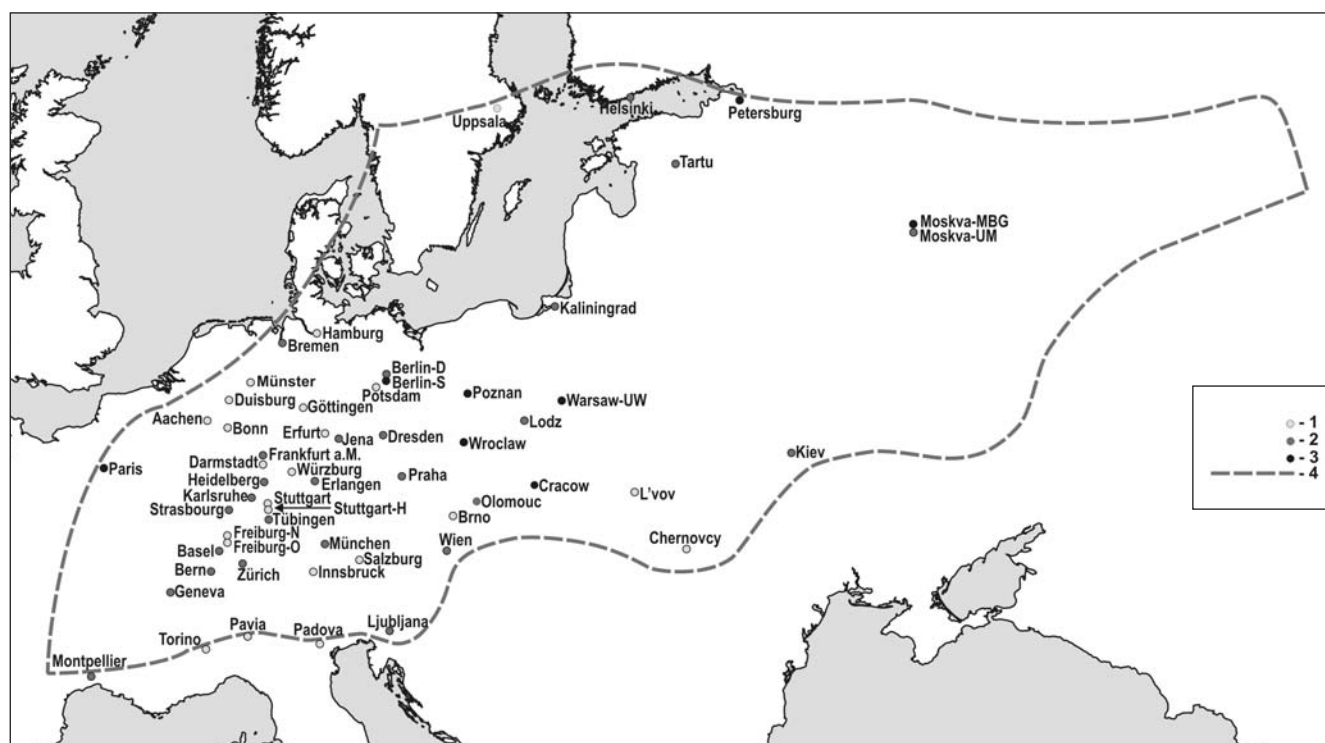 Uppsala
Helsinki
Petersburg
Tartu
Moskva-MBG
Moskva-UM
Kaliningrad
Hamburg
Bremen
Berlin-D
Berlin-S
Potsdam
Münster
Duisburg
Göttingen
Poznan
Warsaw-UW
Aachen
Bonn
Erfurt
Jena
Dresden
Lodz
Wroclaw
Kiev
Paris
Frankfurt a.M.
Darmstadt
Würzburg
Heidelberg
Erlangen
Praha
Cracow
L'vov
Karlsruhe
Stuttgart
Strasbourg
Stuttgart-H
Olomouc
Tübingen
Brno
Freiburg-N
Freiburg-O
München
Wien
Chernovcy
Basel
Salzburg
Bern
Zürich
Innsbruck
Geneva
Ljubljana
Pavia
Padova
Torino
Montpellier
- 1
- 2
- 3
- 4